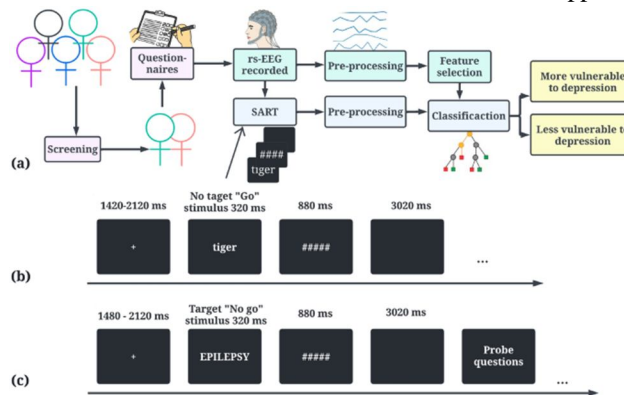 Question-
naires
rs-EEG
recorded
Pre-processing
Feature
selection
More vulnerable
to depression
SART
Pre-processing
Classificaction
Less vulnerable to
depression
Screening
####
tiger
(a)
No taget "Go"
1420-2120 ms
stimulus 320 ms
880 ms
3020 ms
+
tiger
#####
...
(b)
Target "No go"
1480 - 2120 ms
stimulus 320 ms
880 ms
3020 ms
+
EPILEPSY
#####
Probe
questions
...
(c)